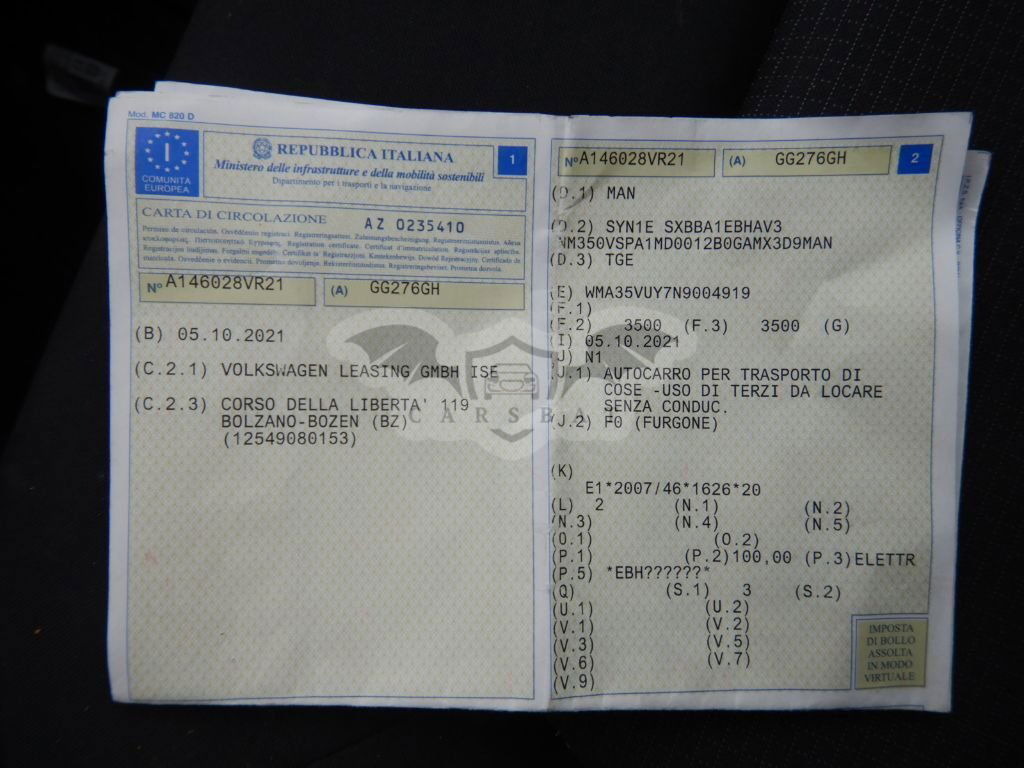 Mod. MC 820 D
I
COMUNITÀ
EUROPEA
REPUBBLICA ITALIANA
Ministero delle infrastrutture e della mobilità sostenibili
Dipartimento per i trasporti e la navigazione
1
CARTA DI CIRCOLAZIONE
AZ 0235410
N° A146028VR21
(A) GG276GH
(B) 05.10.2021
(C.2.1) VOLKSWAGEN LEASING GMBH ISE
(C.2.3) CORSO DELLA LIBERTA' 119
BOLZANO-BOZEN (BZ)
(12549080153)
N° A146028VR21
(A) GG276GH
2
(D.1) MAN
(D.2) SYN1E SXBBA1EBHAV3
NM350VSPA1MD0012B0GAMX3D9MAN
(D.3) TGE
(E) WMA35VUY7N9004919
(F.1)
(F.2) 3500 (F.3) 3500 (G)
(I) 05.10.2021
(J) N1
(J.1) AUTOCARRO PER TRASPORTO DI
COSE -USO DI TERZI DA LOCARE
SENZA CONDUC.
(J.2) F0 (FURGONE)
(K)
E1*2007/46*1626*20
(L) 2 (N.1) (N.2)
(N.3) (N.4) (N.5)
(O.1) (O.2)
(P.1) (P.2)100,00 (P.3)ELETTR
(P.5) *EBH??????*
(Q) (S.1) 3 (S.2)
(U.1) (U.2)
(V.1) (V.2)
(V.3) (V.5)
(V.6) (V.7)
(V.9)
IMPOSTA
DI BOLLO
ASSOLTA
IN MODO
VIRTUALE
CARSBA